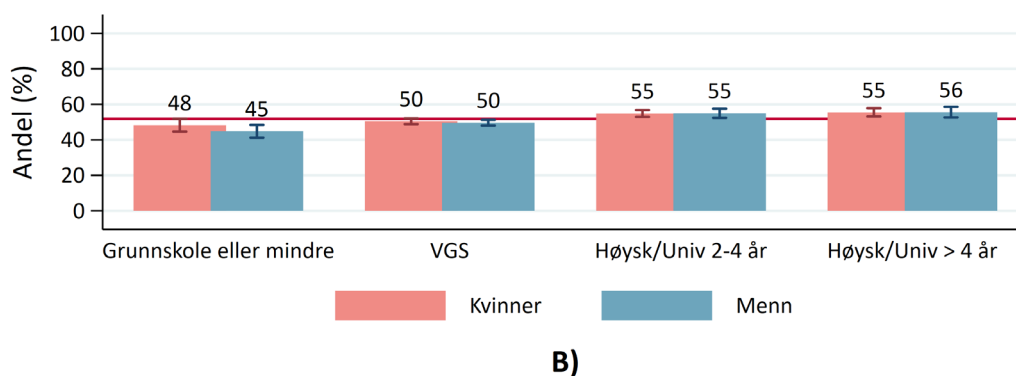 Andel (%)
100
80
60
40
20
0
48
45
50
50
55
55
55
56
Grunnskole eller mindre
VGS
Høysk/Univ 2-4 år
Høysk/Univ > 4 år
Kvinner
Menn
B)